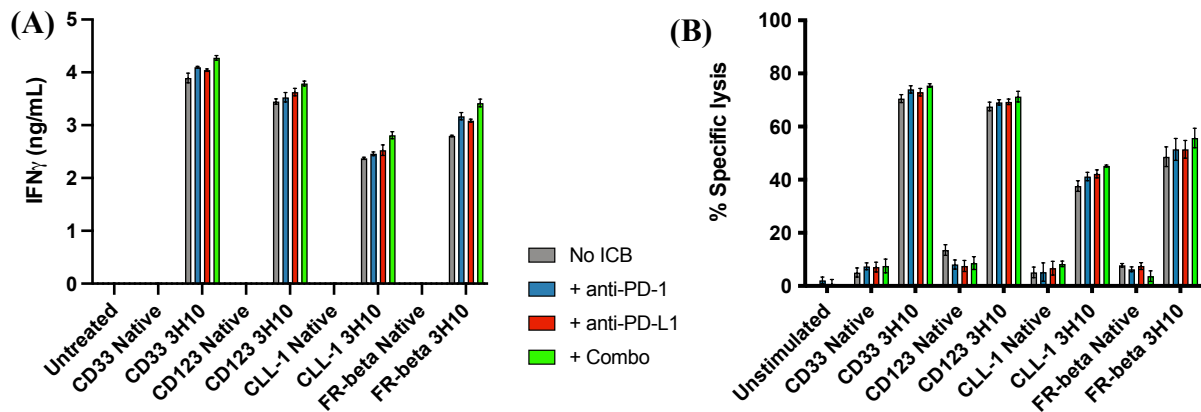 (A)
IFNγ (ng/mL)
5
4
3
2
1
0
Untreated
CD33 Native
CD33 3H10
CD123 Native
CD123 3H10
CLL-1 Native
CLL-1 3H10
FR-beta Native
FR-beta 3H10
No ICB
+ anti-PD-1
+ anti-PD-L1
+ Combo
(B)
% Specific lysis
100
80
60
40
20
0
Unstimulated
CD33 Native
CD33 3H10
CD123 Native
CD123 3H10
CLL-1 Native
CLL-1 3H10
FR-beta Native
FR-beta 3H10